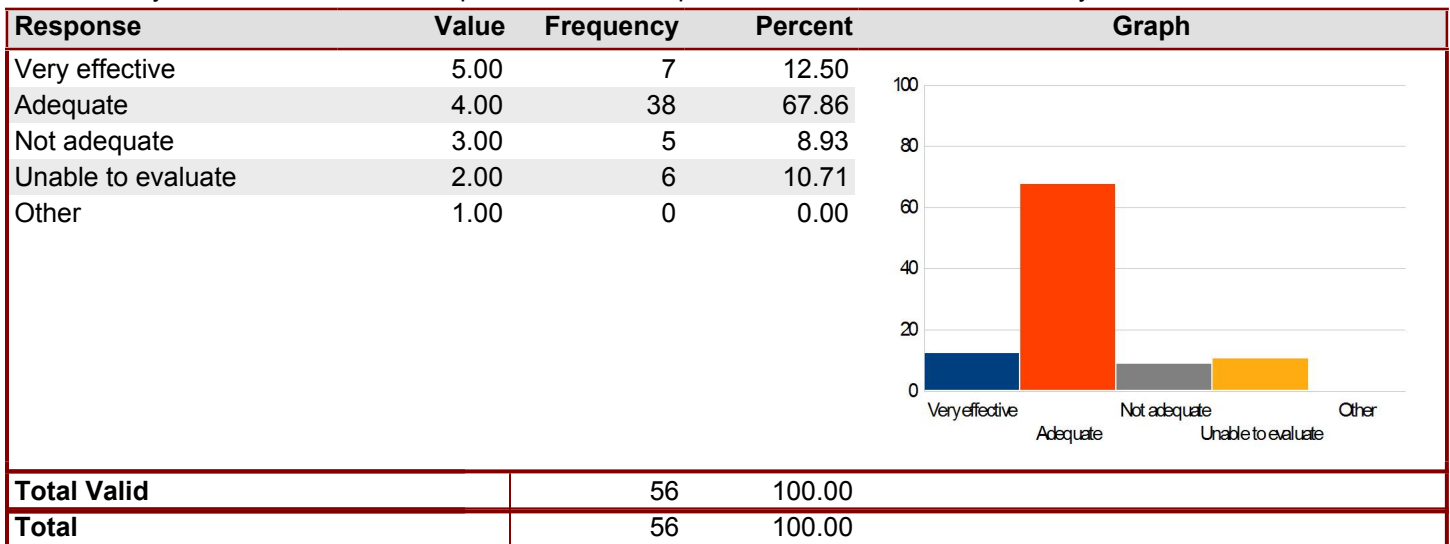 Response Value Frequency Percent Graph
Very effective 5.00 7 12.50
Adequate 4.00 38 67.86
Not adequate 3.00 5 8.93
Unable to evaluate 2.00 6 10.71
Other 1.00 0 0.00
100
80
60
40
20
0
Very effective Not adequate Other
Adequate Unable to evaluate
Total Valid 56 100.00
Total 56 100.00